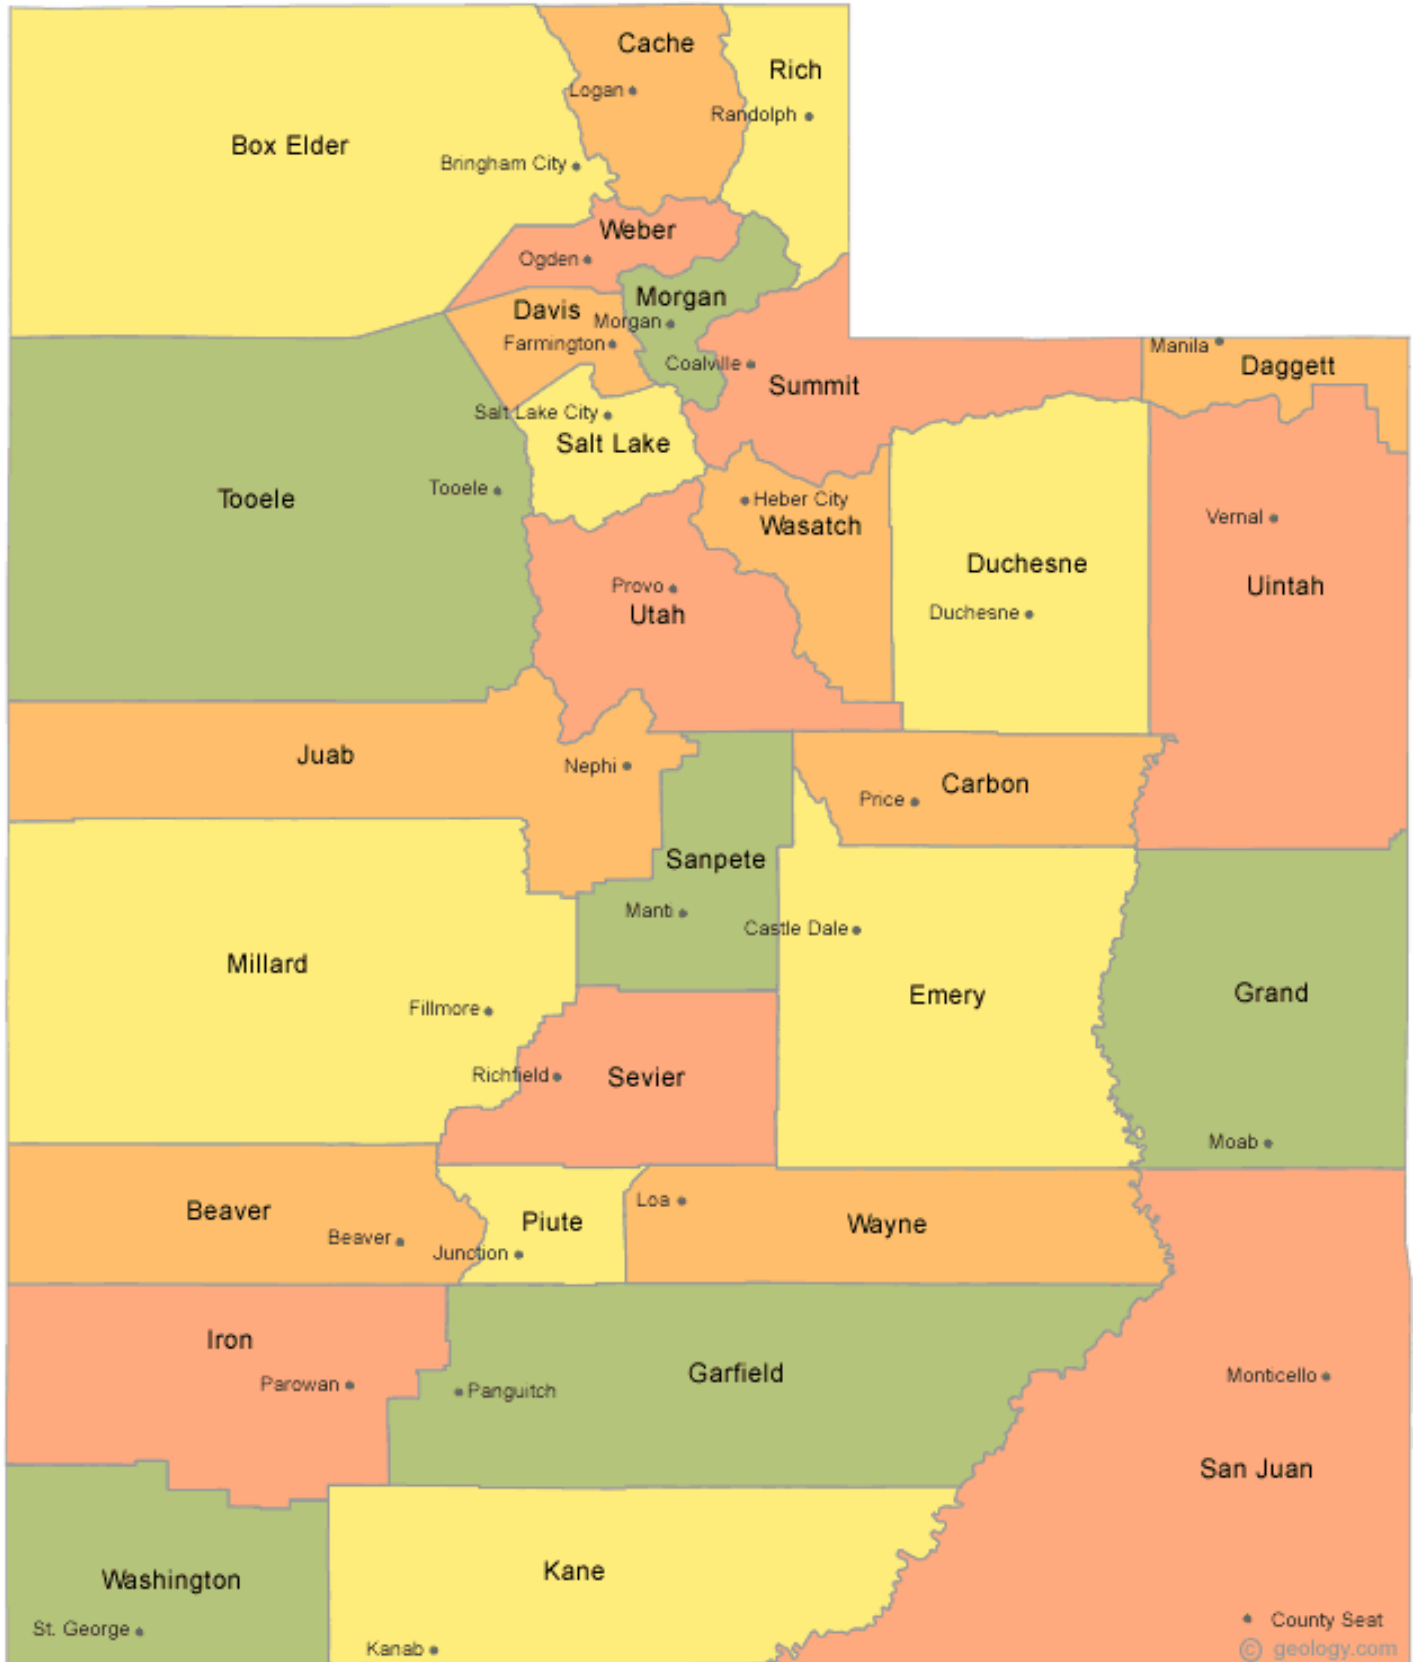 Cache
Logan
Rich
Randolph
Box Elder
Bringham City
Weber
Ogden
Morgan
Davis
Morgan
Farmington
Coalville
Summit
Manila
Daggett
Salt Lake City
Salt Lake
Tooele
Tooele
Heber City
Wasatch
Vernal
Duchesne
Duchesne
Uintah
Provo
Utah
Juab
Nephi
Carbon
Price
Sanpete
Manti
Castle Dale
Millard
Fillmore
Emery
Grand
Richfield
Sevier
Moab
Beaver
Beaver
Piute
Junction
Loa
Wayne
Iron
Parowan
Garfield
Panguitch
Monticello
San Juan
Washington
St. George
Kane
Kanab
County Seat
© geology.com